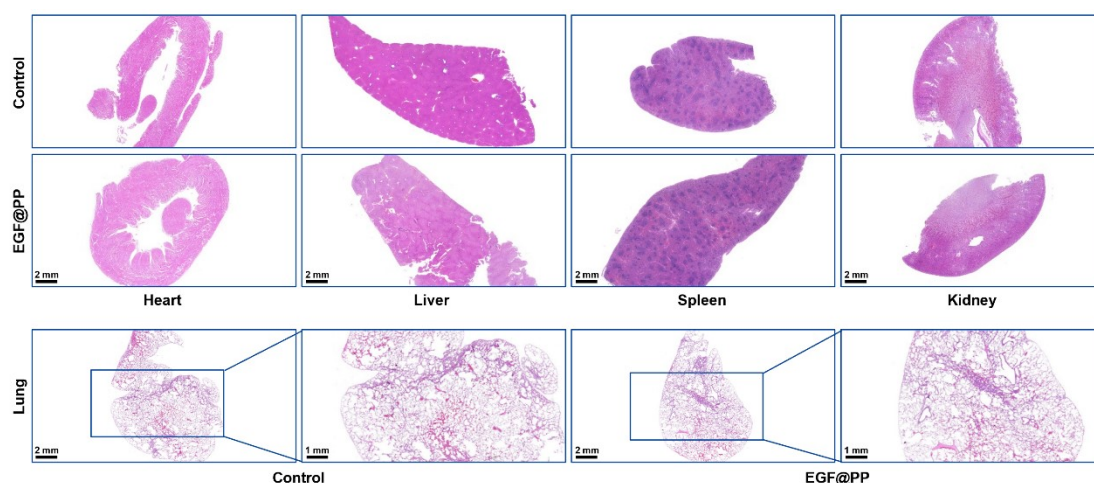 Control
EGF@PP
2 mm
2 mm
2 mm
2 mm
Heart
Liver
Spleen
Kidney
Lung
2 mm
1 mm
2 mm
1 mm
Control
EGF@PP